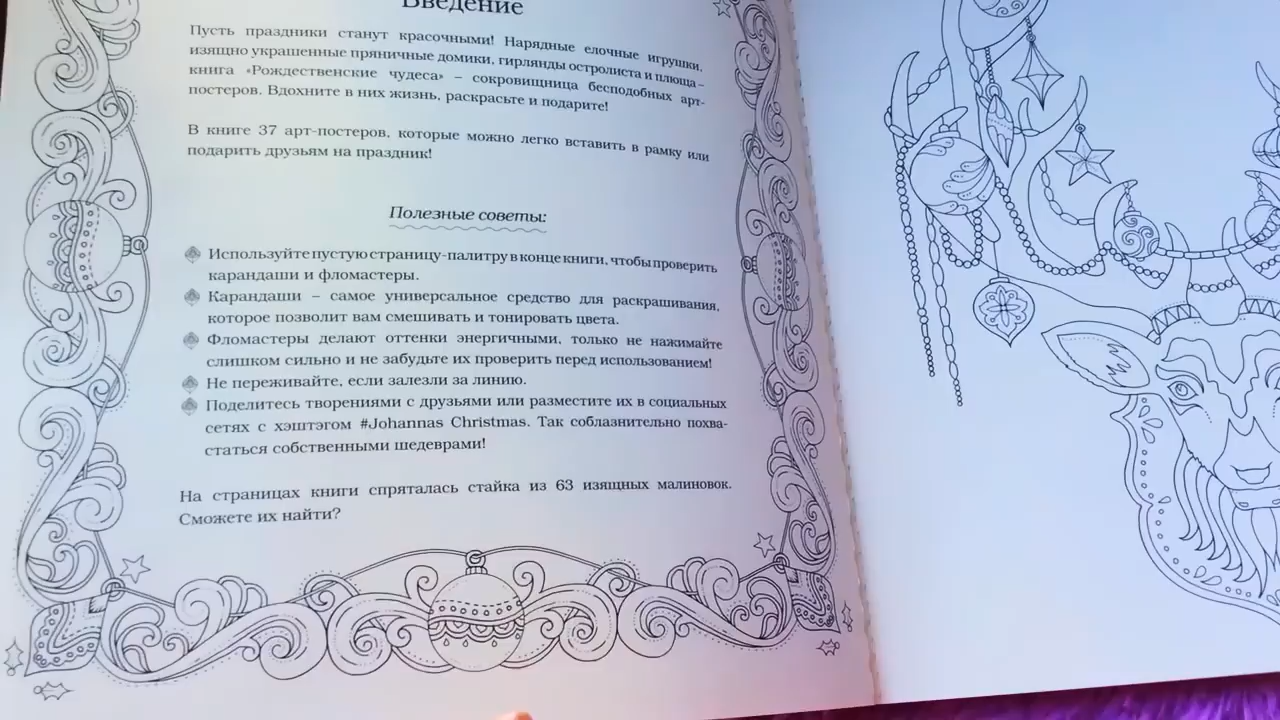 Введение
Пусть праздники станут красочными! Нарядные елочные игрушки,
изящно украшенные пряничные домики, гирлянды остролиста и плюща –
книга «Рождественские чудеса» – сокровищница бесподобных арт-
постеров. Вдохните в них жизнь, раскрасьте и подарите!
В книге 37 арт-постеров, которые можно легко вставить в рамку или
подарить друзьям на праздник!
Полезные советы:
Используйте пустую страницу-палитру в конце книги, чтобы проверить
карандаши и фломастеры.
Карандаши – самое универсальное средство для раскрашивания,
которое позволит вам смешивать и тонировать цвета.
Фломастеры делают оттенки энергичными, только не нажимайте
слишком сильно и не забудьте их проверить перед использованием!
Не переживайте, если залезли за линию.
Поделитесь творениями с друзьями или разместите их в социальных
сетях с хэштэгом #Johannas Christmas. Так соблазнительно похва-
статься собственными шедеврами!
На страницах книги спряталась стайка из 63 изящных малиновок.
Сможете их найти?